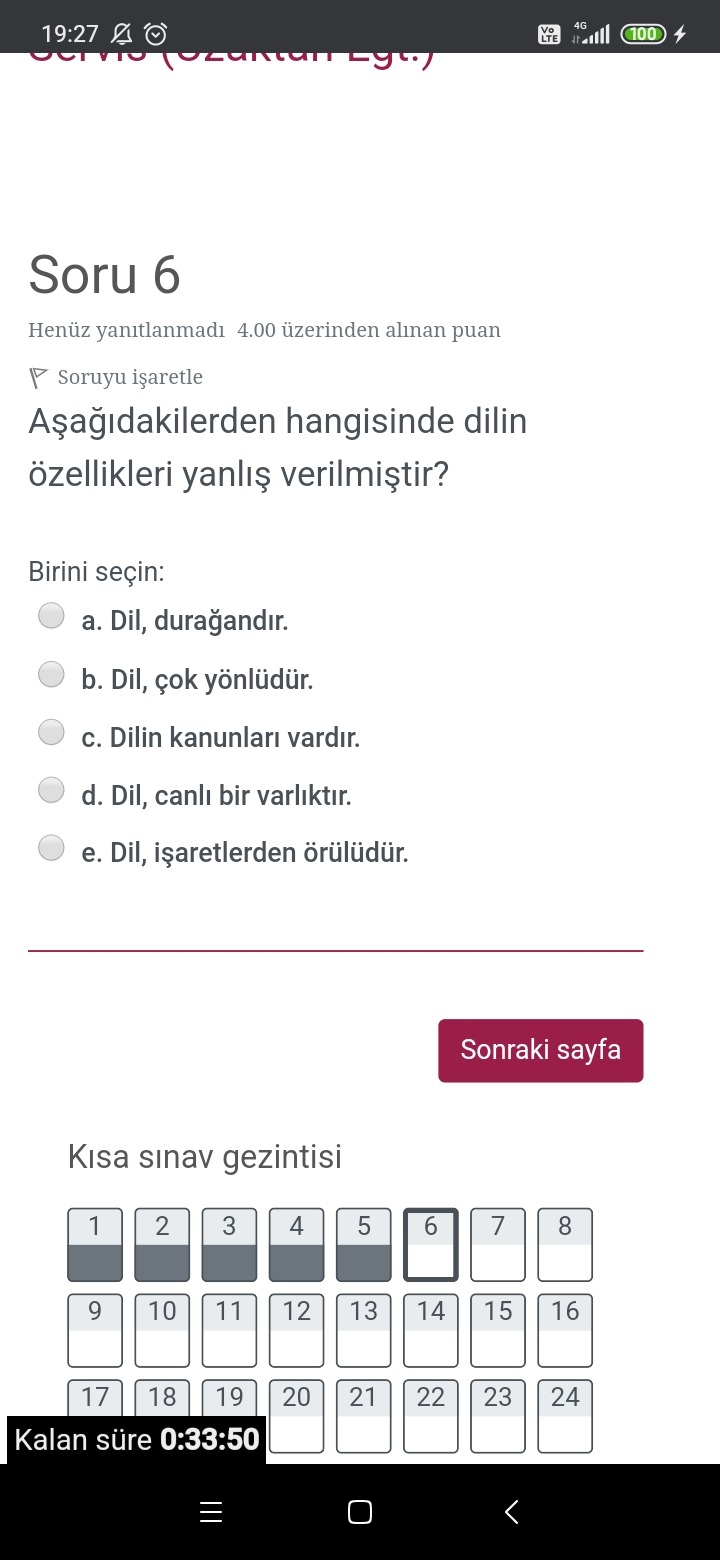 19:27
Vo LTE 4G 100
Soru 6
Henüz yanıtlanmadı 4.00 üzerinden alınan puan
Soruyu işaretle
Aşağıdakilerden hangisinde dilin
özellikleri yanlış verilmiştir?
Birini seçin:
a. Dil, durağandır.
b. Dil, çok yönlüdür.
c. Dilin kanunları vardır.
d. Dil, canlı bir varlıktır.
e. Dil, işaretlerden örülüdür.
Sonraki sayfa
Kısa sınav gezintisi
1 2 3 4 5 6 7 8
9 10 11 12 13 14 15 16
17 18 19 20 21 22 23 24
Kalan süre 0:33:50